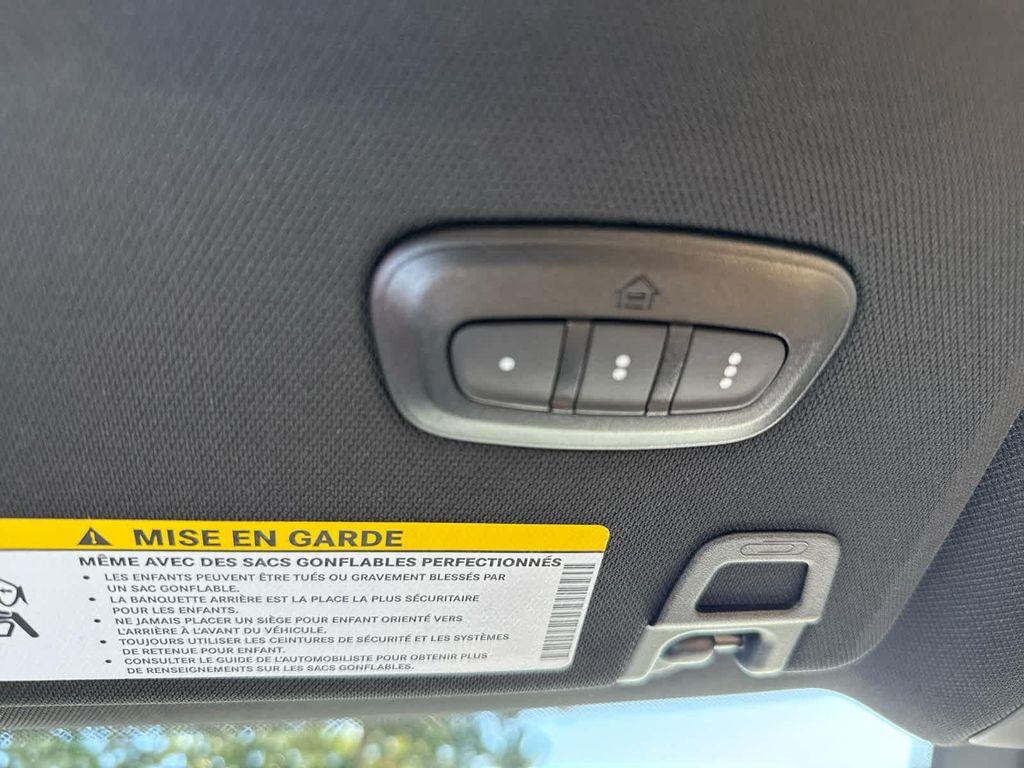 MISE EN GARDE
MÊME AVEC DES SACS GONFLABLES PERFECTIONNÉS
• LES ENFANTS PEUVENT ÊTRE TUÉS OU GRAVEMENT BLESSÉS PAR
UN SAC GONFLABLE.
• LA BANQUETTE ARRIÈRE EST LA PLACE LA PLUS SÉCURITAIRE
POUR LES ENFANTS.
• NE JAMAIS PLACER UN SIÈGE POUR ENFANT ORIENTÉ VERS
L'ARRIÈRE À L'AVANT DU VÉHICULE.
• TOUJOURS UTILISER LES CEINTURES DE SÉCURITÉ ET LES SYSTÈMES
DE RETENUE POUR ENFANT.
• CONSULTER LE GUIDE DE L'AUTOMOBILISTE POUR OBTENIR PLUS
DE RENSEIGNEMENTS SUR LES SACS GONFLABLES.